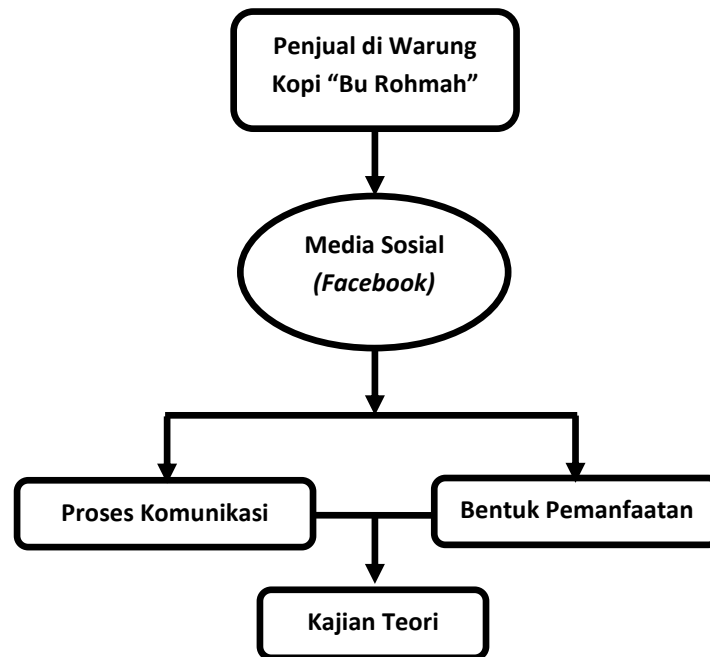 Penjual di Warung
Kopi “Bu Rohmah”
Media Sosial
(Facebook)
Proses Komunikasi
Bentuk Pemanfaatan
Kajian Teori